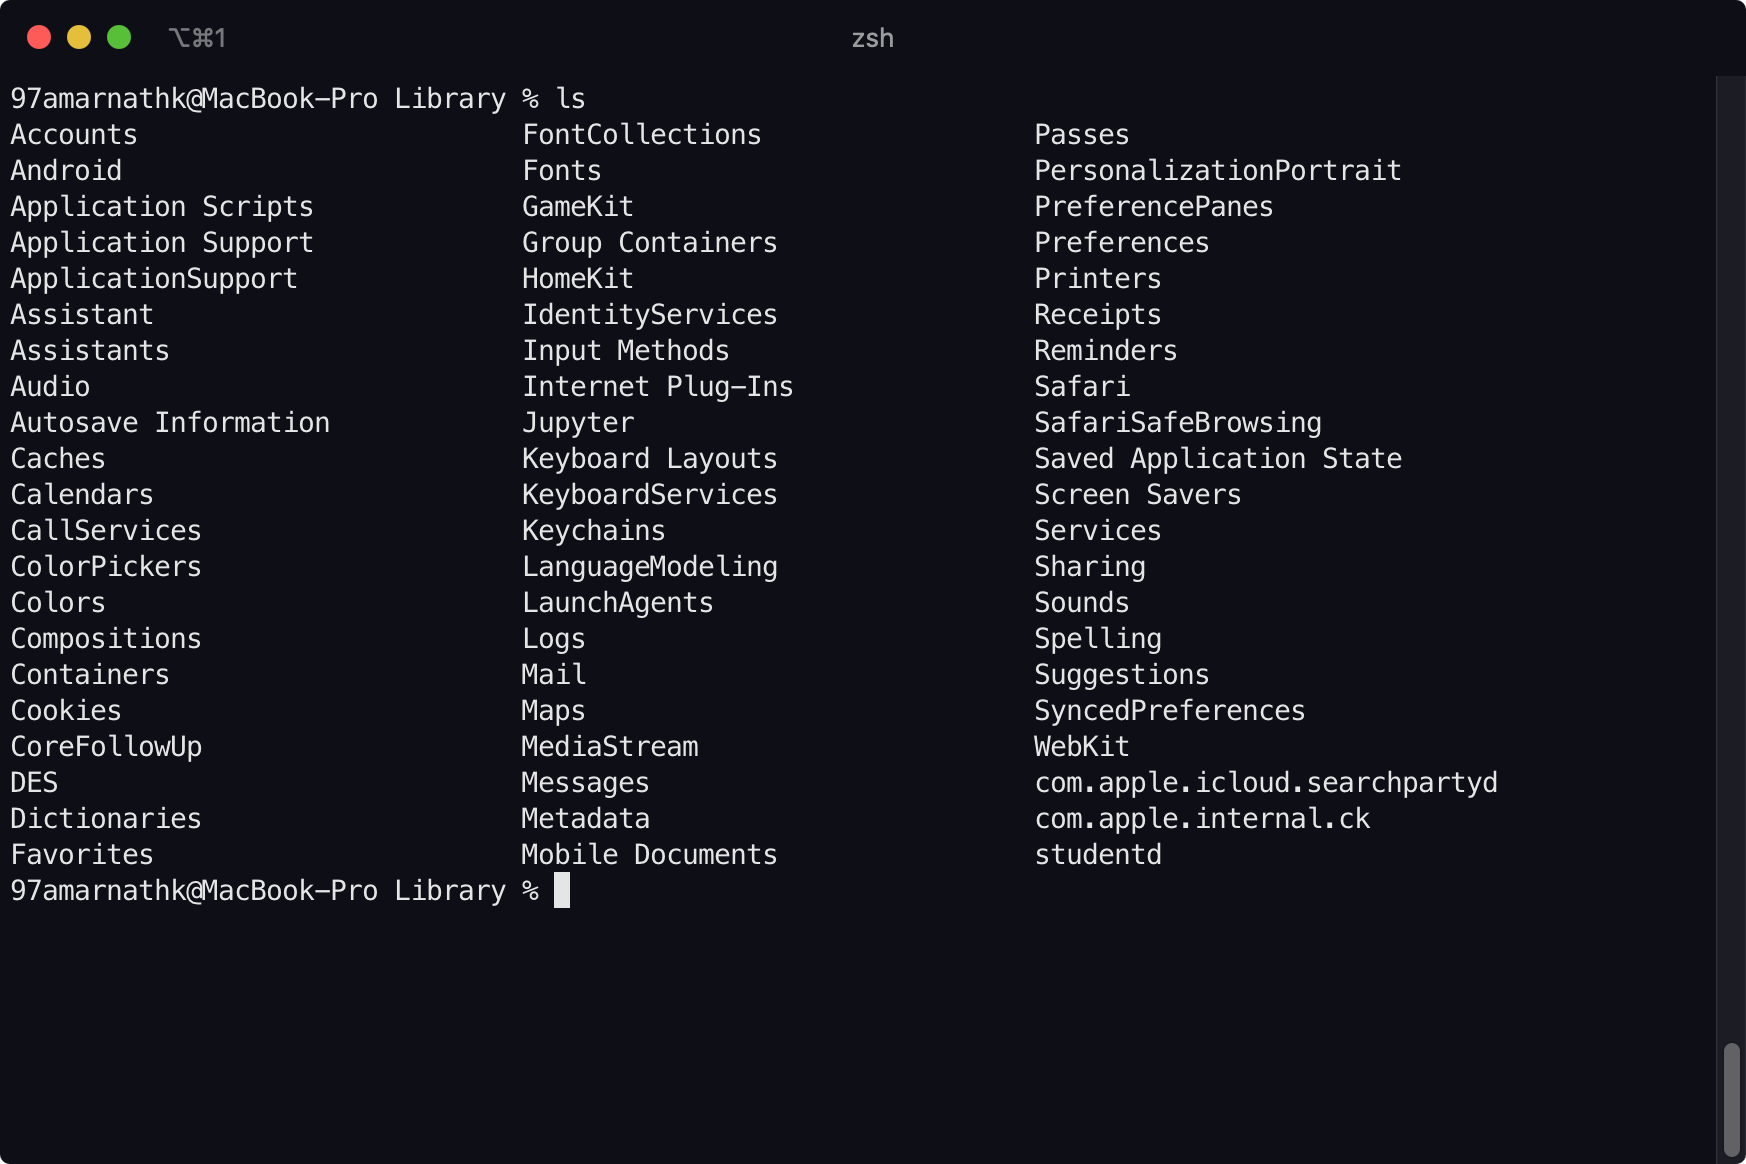 ⌥⌘1 zsh
97amarnathk@MacBook-Pro Library % ls
Accounts FontCollections Passes
Android Fonts PersonalizationPortrait
Application Scripts GameKit PreferencePanes
Application Support Group Containers Preferences
ApplicationSupport HomeKit Printers
Assistant IdentityServices Receipts
Assistants Input Methods Reminders
Audio Internet Plug-Ins Safari
Autosave Information Jupyter SafariSafeBrowsing
Caches Keyboard Layouts Saved Application State
Calendars KeyboardServices Screen Savers
CallServices Keychains Services
ColorPickers LanguageModeling Sharing
Colors LaunchAgents Sounds
Compositions Logs Spelling
Containers Mail Suggestions
Cookies Maps SyncedPreferences
CoreFollowUp MediaStream WebKit
DES Messages com.apple.icloud.searchpartyd
Dictionaries Metadata com.apple.internal.ck
Favorites Mobile Documents studentd
97amarnathk@MacBook-Pro Library %